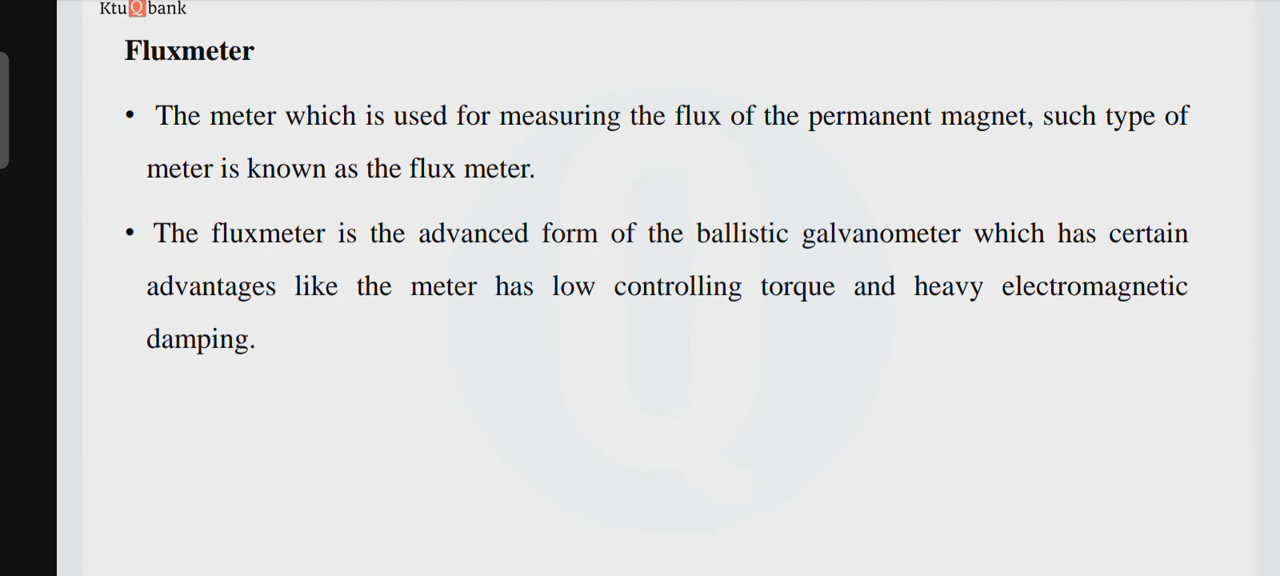 KtuQbank
Fluxmeter
• The meter which is used for measuring the flux of the permanent magnet, such type of
meter is known as the flux meter.
• The fluxmeter is the advanced form of the ballistic galvanometer which has certain
advantages like the meter has low controlling torque and heavy electromagnetic
damping.